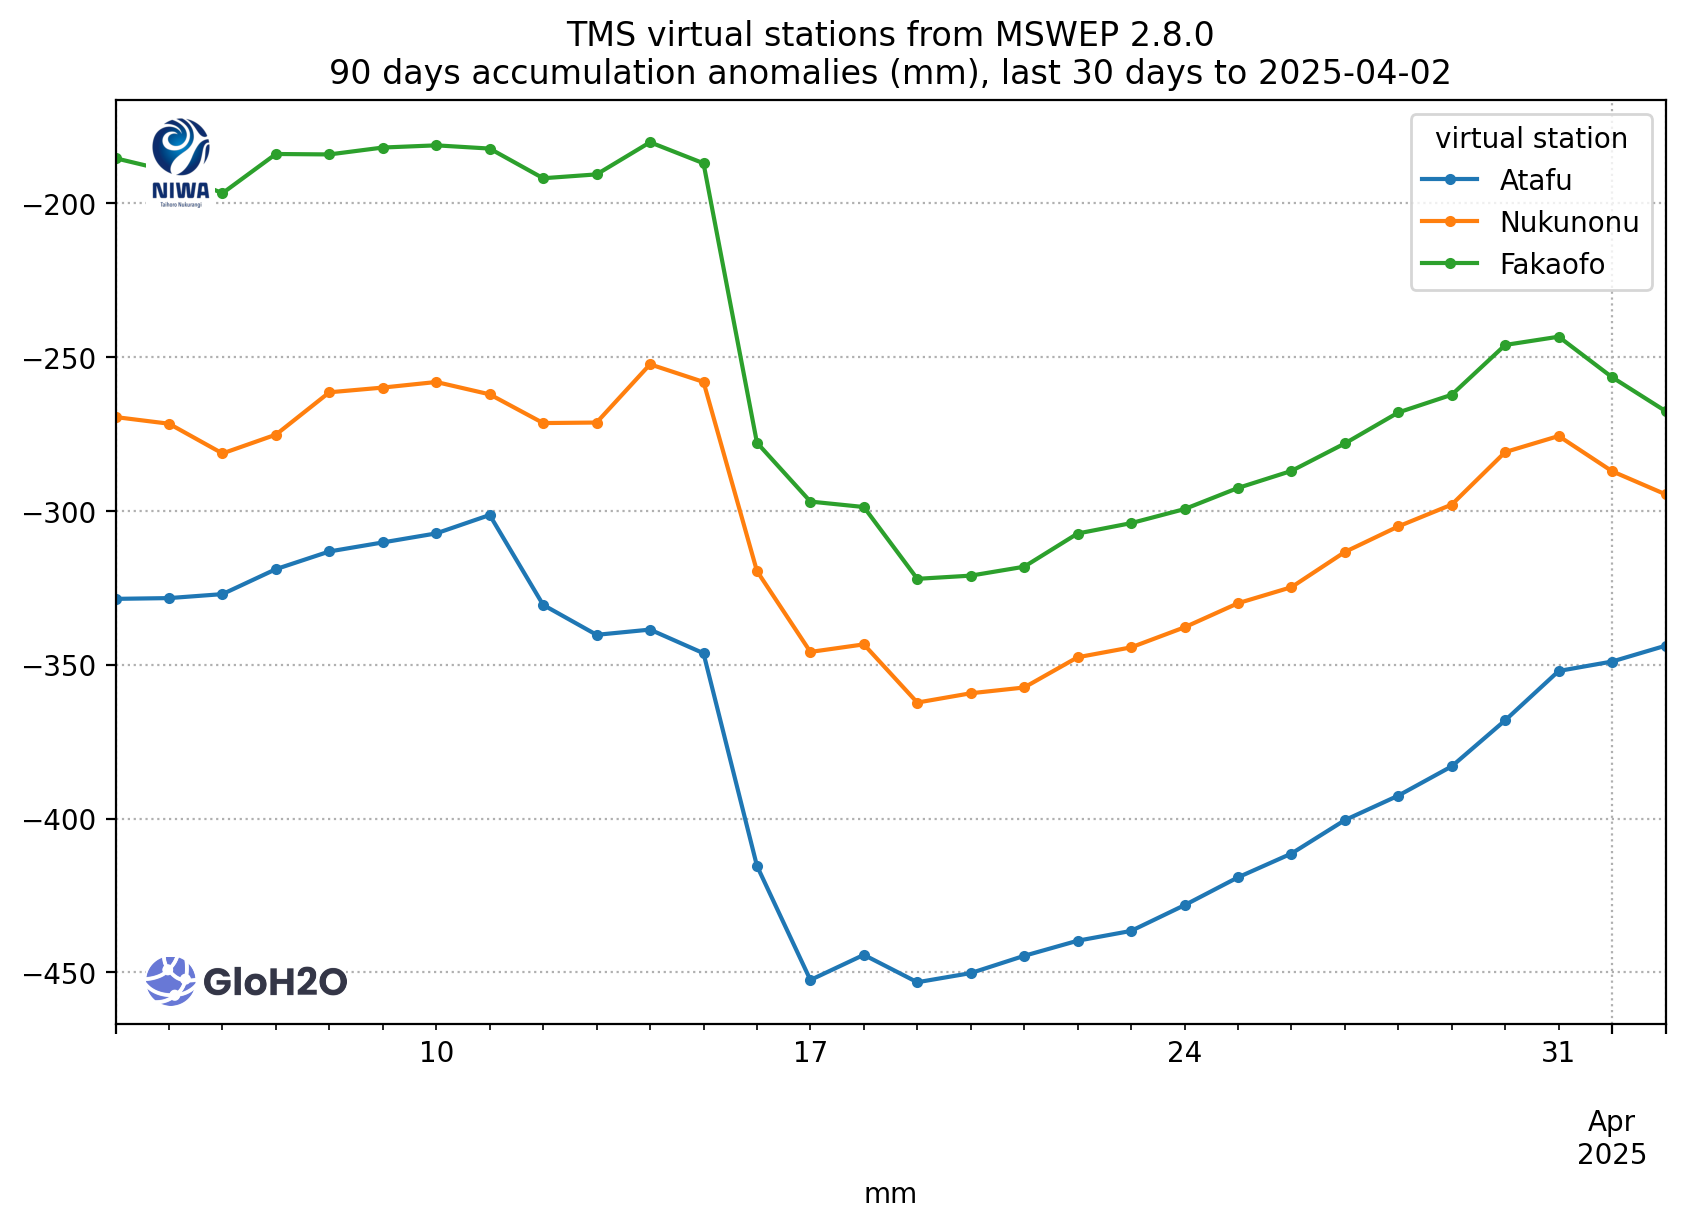 TMS virtual stations from MSWEP 2.8.0
90 days accumulation anomalies (mm), last 30 days to 2025-04-02
NIWA
Taihoro Nukurangi
virtual station
Atafu
Nukunonu
Fakaofo
−200
−250
−300
−350
−400
−450
GloH2O
10
17
24
31
Apr
2025
mm